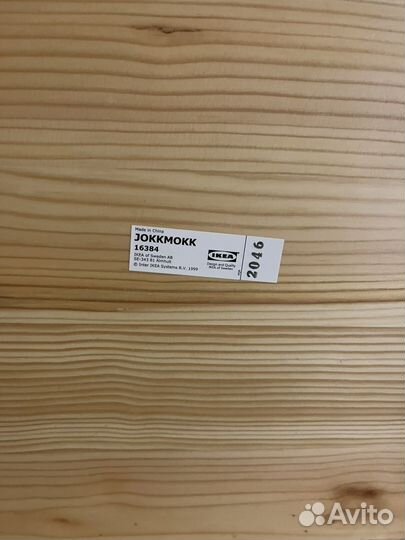 Made in China
JOKKMOKK
16384
IKEA of Sweden AB
SE-343 81 Älmhult
© Inter IKEA Systems B.V. 1999
IKEA
Design and Quality
IKEA of Sweden
2046
Avito